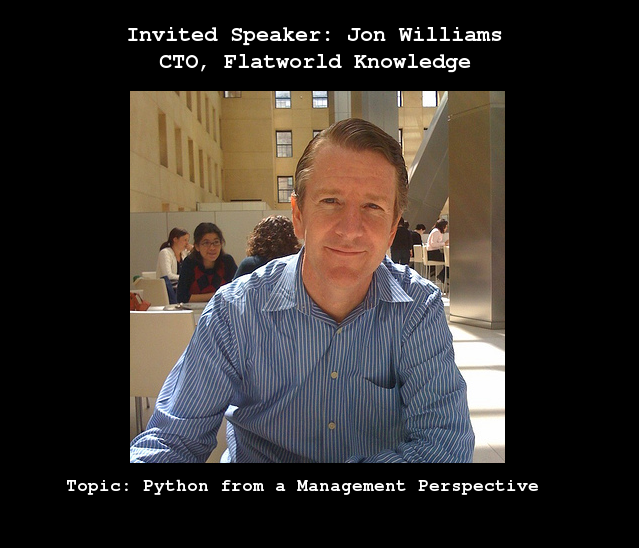 Invited Speaker: Jon Williams
CTO, Flatworld Knowledge
Topic: Python from a Management Perspective